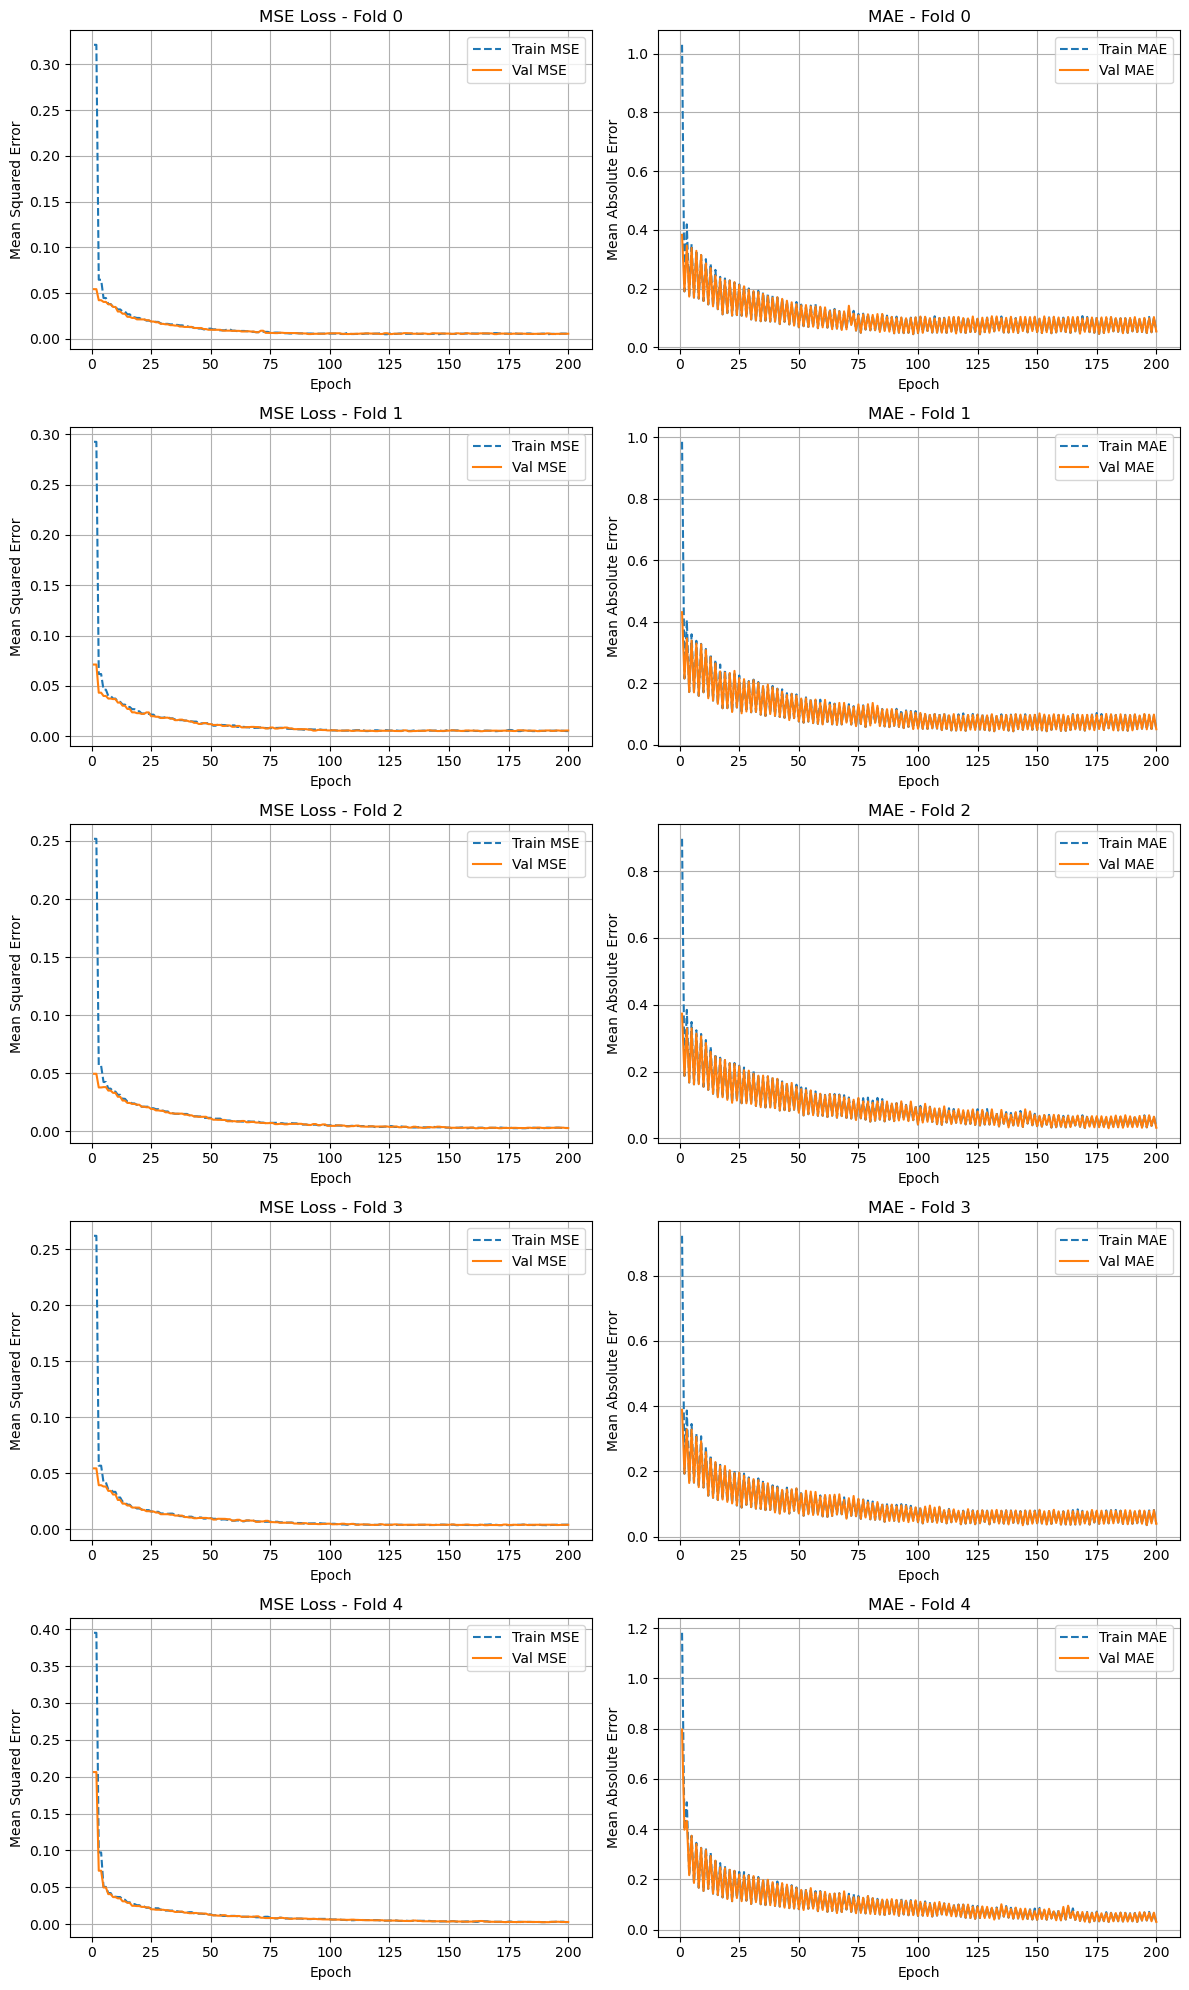 MSE Loss - Fold 0
Mean Squared Error
0.30
0.25
0.20
0.15
0.10
0.05
0.00
Train MSE
Val MSE
0 25 50 75 100 125 150 175 200
Epoch
MAE - Fold 0
Mean Absolute Error
1.0
0.8
0.6
0.4
0.2
0.0
Train MAE
Val MAE
0 25 50 75 100 125 150 175 200
Epoch
MSE Loss - Fold 1
Mean Squared Error
0.30
0.25
0.20
0.15
0.10
0.05
0.00
Train MSE
Val MSE
0 25 50 75 100 125 150 175 200
Epoch
MAE - Fold 1
Mean Absolute Error
1.0
0.8
0.6
0.4
0.2
0.0
Train MAE
Val MAE
0 25 50 75 100 125 150 175 200
Epoch
MSE Loss - Fold 2
Mean Squared Error
0.25
0.20
0.15
0.10
0.05
0.00
Train MSE
Val MSE
0 25 50 75 100 125 150 175 200
Epoch
MAE - Fold 2
Mean Absolute Error
0.8
0.6
0.4
0.2
0.0
Train MAE
Val MAE
0 25 50 75 100 125 150 175 200
Epoch
MSE Loss - Fold 3
Mean Squared Error
0.25
0.20
0.15
0.10
0.05
0.00
Train MSE
Val MSE
0 25 50 75 100 125 150 175 200
Epoch
MAE - Fold 3
Mean Absolute Error
0.8
0.6
0.4
0.2
0.0
Train MAE
Val MAE
0 25 50 75 100 125 150 175 200
Epoch
MSE Loss - Fold 4
Mean Squared Error
0.40
0.35
0.30
0.25
0.20
0.15
0.10
0.05
0.00
Train MSE
Val MSE
0 25 50 75 100 125 150 175 200
Epoch
MAE - Fold 4
Mean Absolute Error
1.2
1.0
0.8
0.6
0.4
0.2
0.0
Train MAE
Val MAE
0 25 50 75 100 125 150 175 200
Epoch